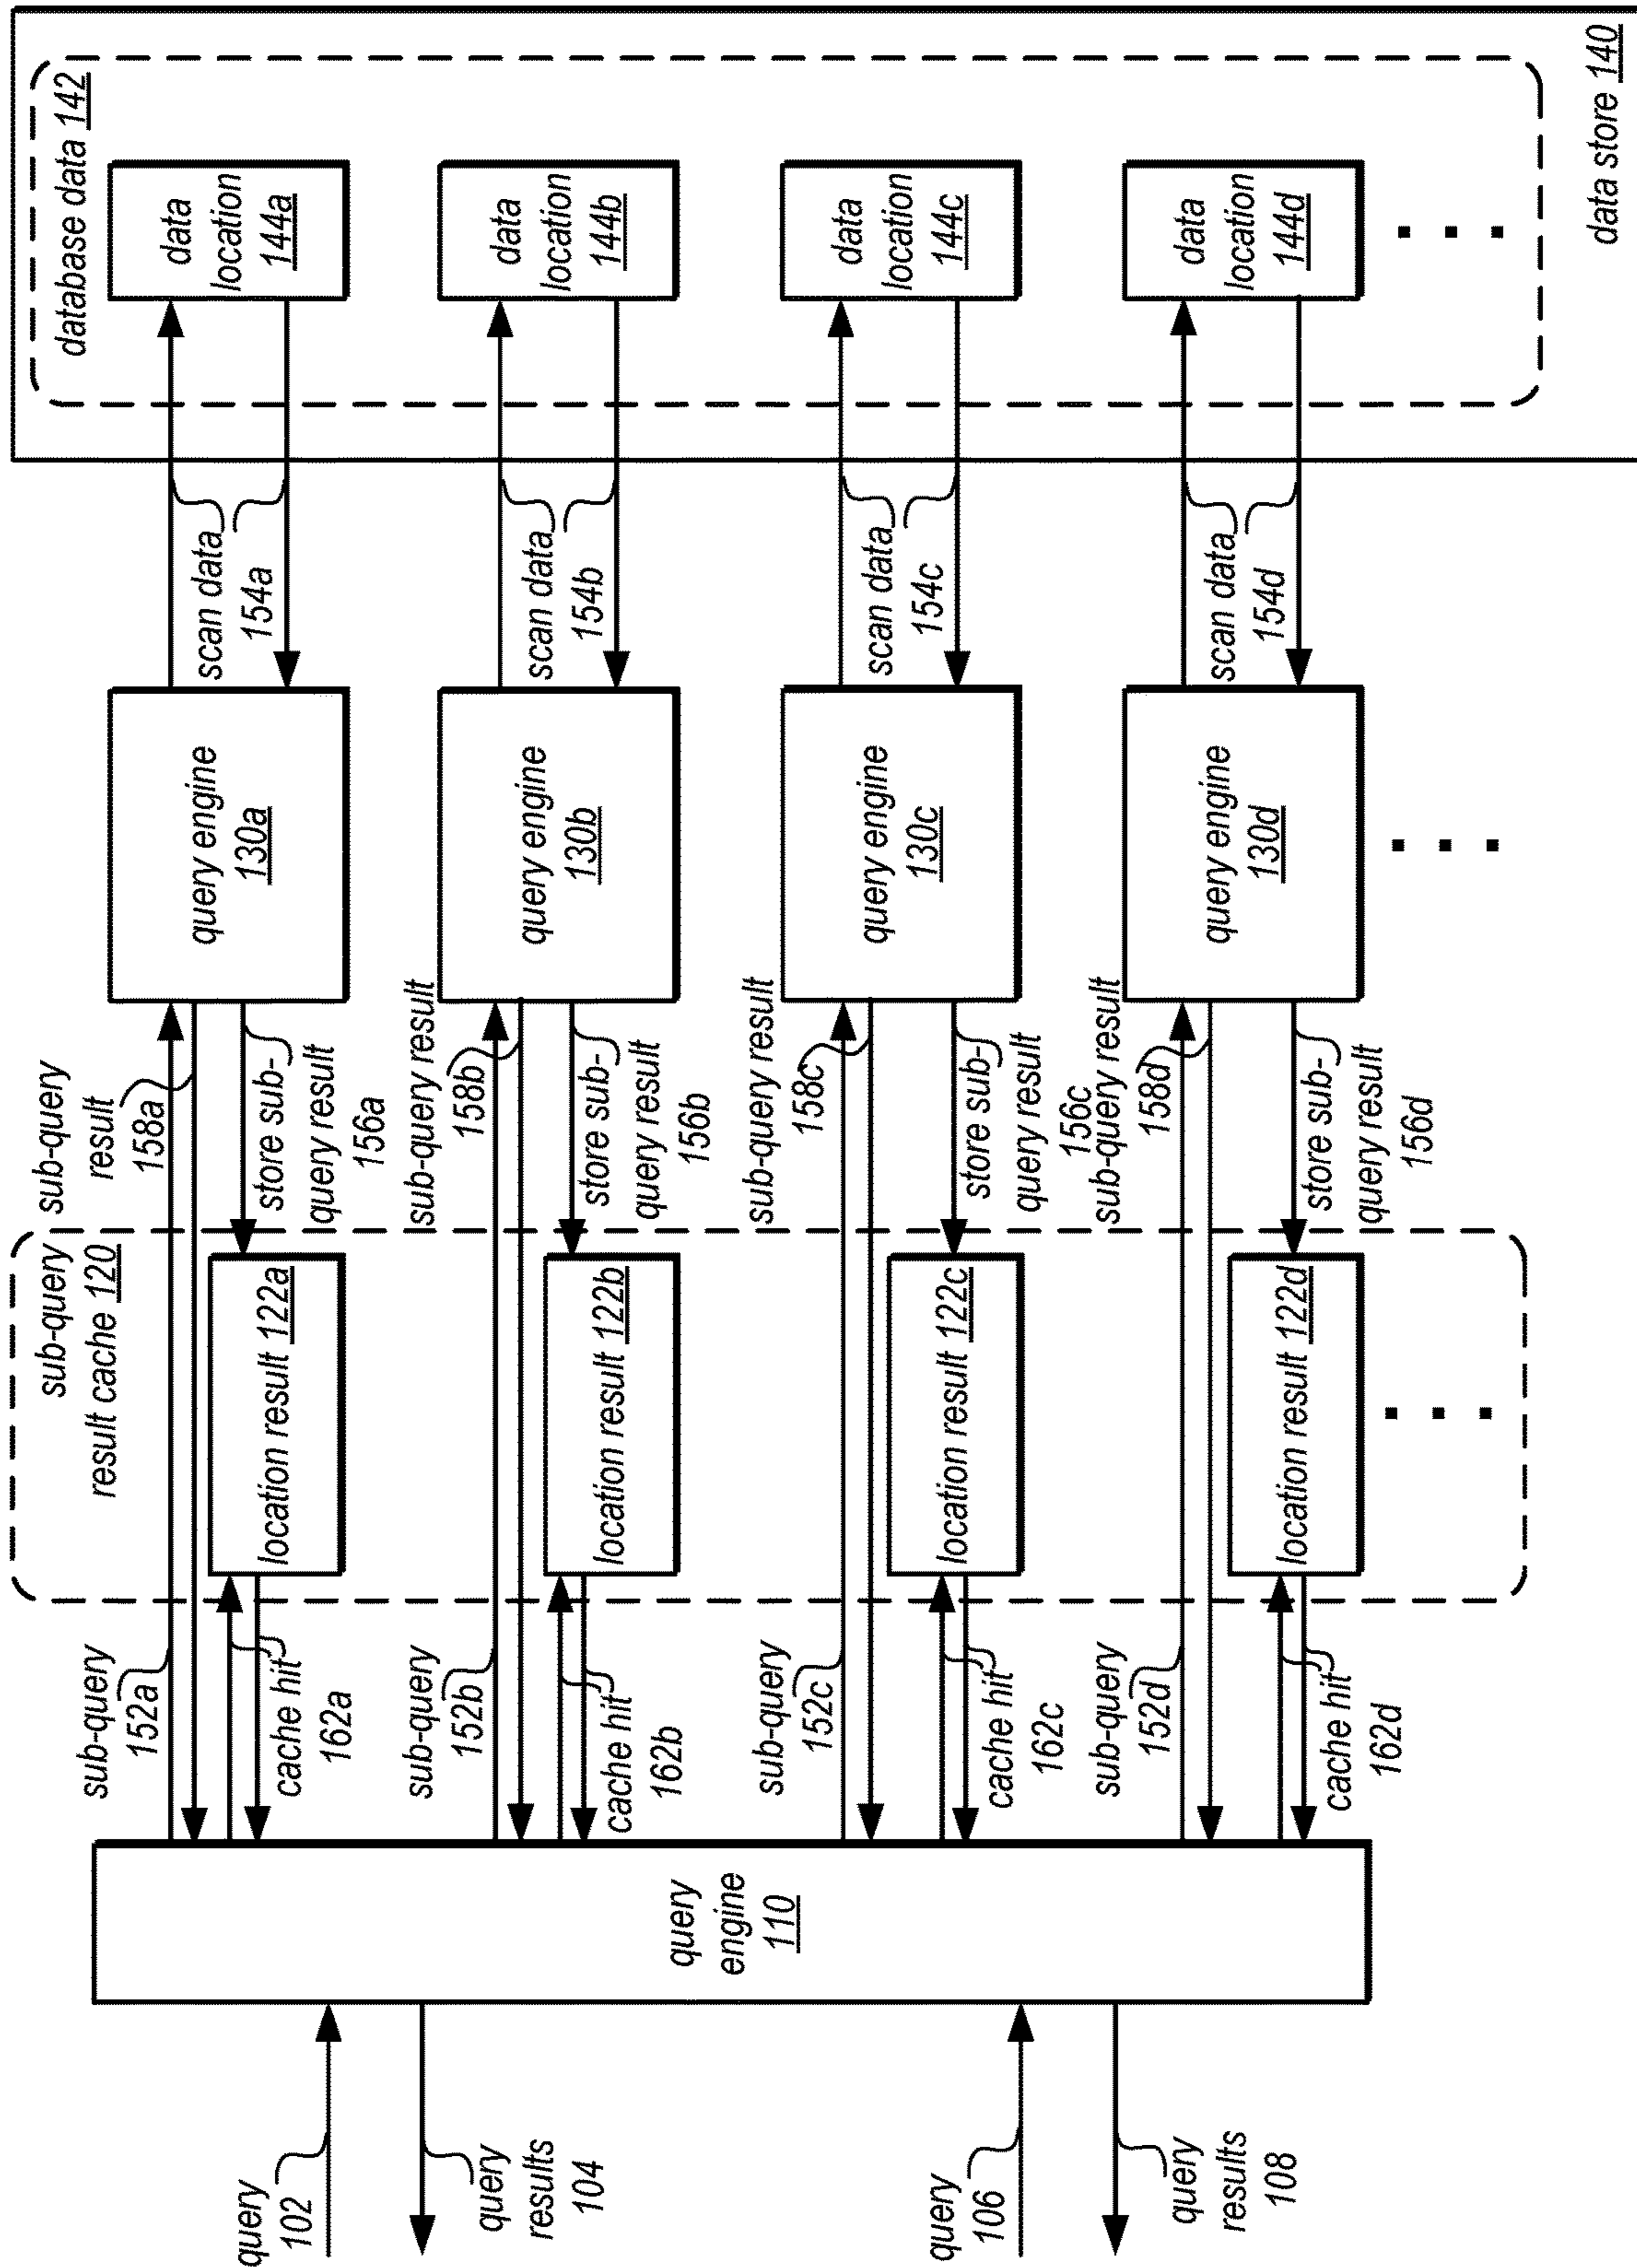 query
102
query
results
104
query
106
query
results
108
query
engine
110
sub-query
152a
cache hit
162a
sub-query
152b
cache hit
162b
sub-query
152c
cache hit
162c
sub-query
152d
cache hit
162d
sub-query
result cache 120
location result 122a
location result 122b
location result 122c
location result 122d
sub-query
result
158a
store sub-
query result
156a
sub-query result
158b
store sub-
query result
156b
sub-query result
158c
store sub-
query result
156c
sub-query result
158d
store sub-
query result
156d
query engine
130a
query engine
130b
query engine
130c
query engine
130d
scan data
154a
scan data
154b
scan data
154c
scan data
154d
database data 142
data
location
144a
data
location
144b
data
location
144c
data
location
144d
data store 140